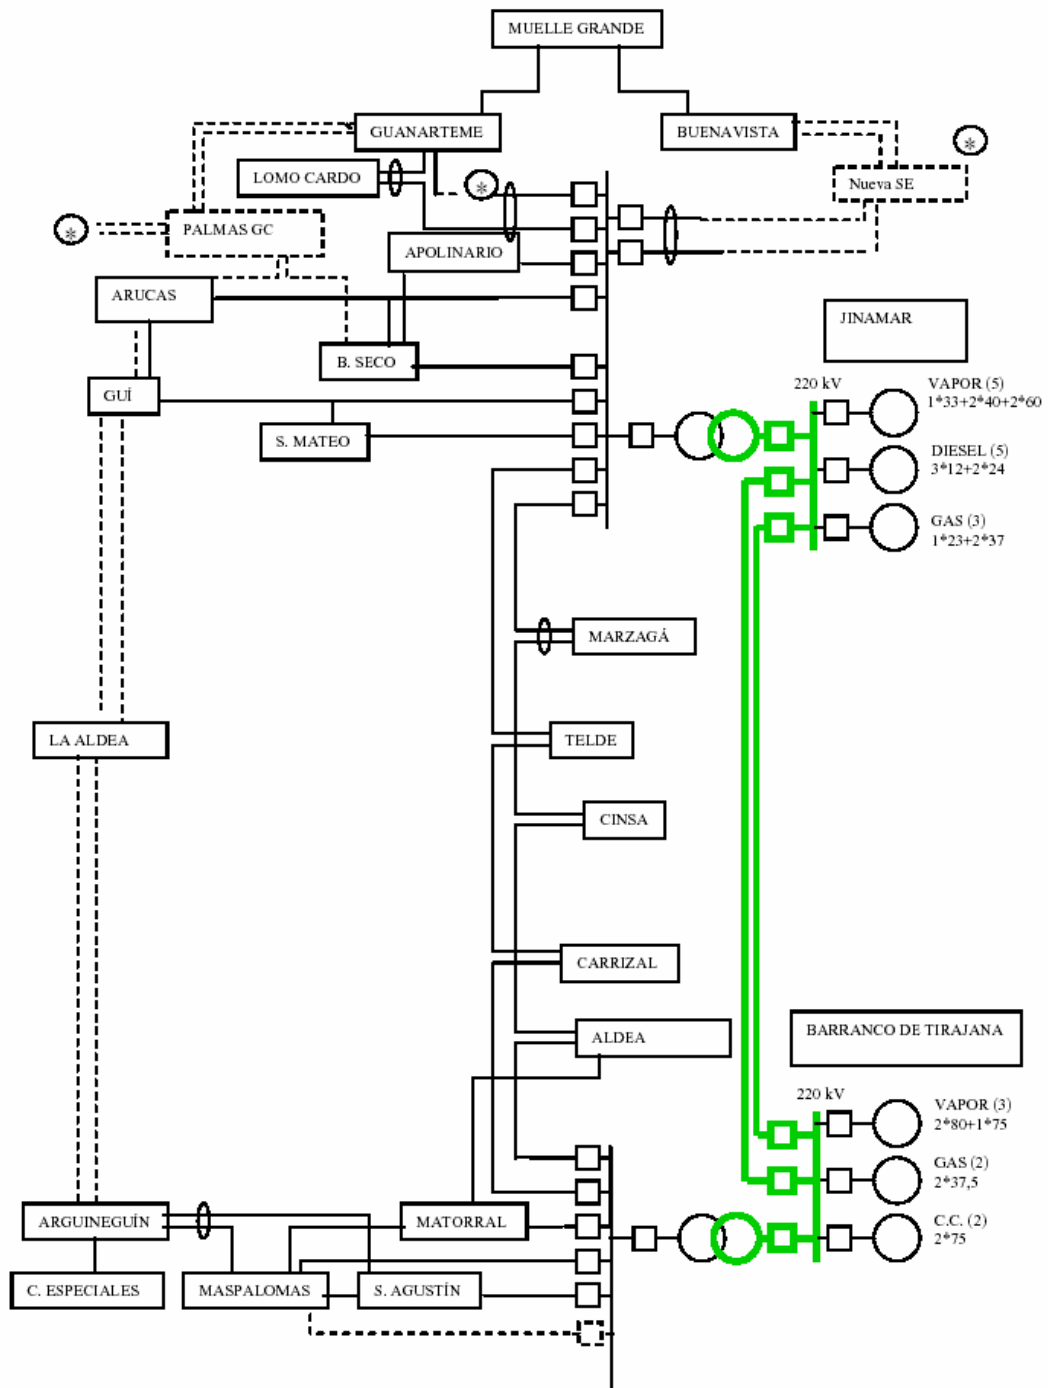 MUELLE GRANDE
GUANARTEME
BUENAVISTA
*
LOMO CARDO
*
Nueva SE
*
PALMAS GC
APOLINARIO
ARUCAS
JINAMAR
B. SECO
GUÍ
220 kV
VAPOR (5)
1*33+2*40+2*60
S. MATEO
DIESEL (5)
3*12+2*24
GAS (3)
1*23+2*37
MARZAGÁ
LA ALDEA
TELDE
CINSA
CARRIZAL
ALDEA
BARRANCO DE TIRAJANA
220 kV
VAPOR (3)
2*80+1*75
GAS (2)
2*37,5
ARGUINEGUÍN
MATORRAL
C.C. (2)
2*75
C. ESPECIALES
MASPALOMAS
S. AGUSTÍN